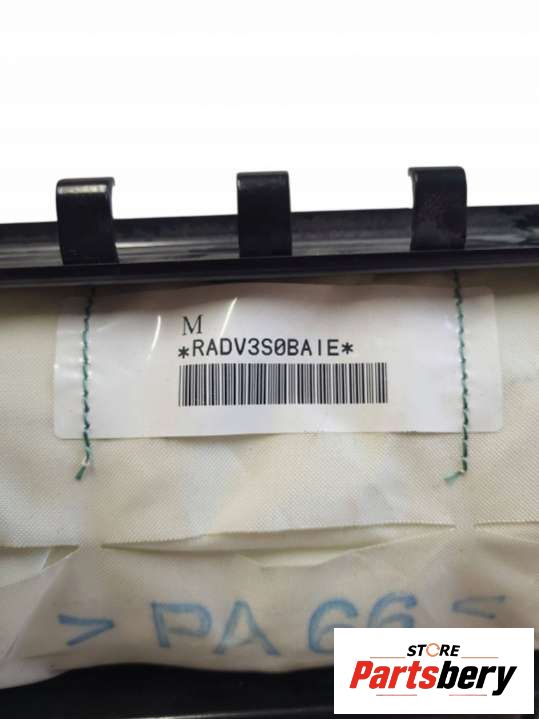 M
*RADV3S0BAIE*
> PA 66 <
STORE
Partsbery